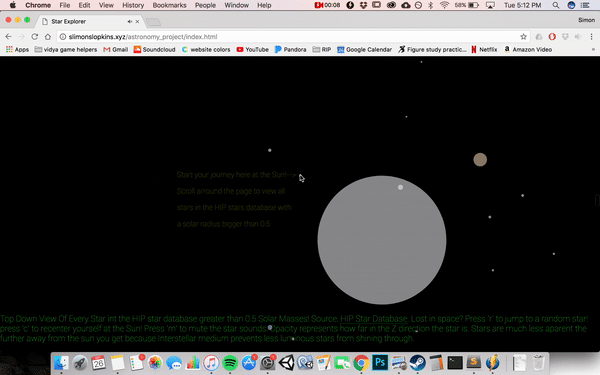 Chrome File Edit View History Bookmarks People Window Help 00:08 58% Tue 5:12 PM
Star Explorer Simon
slimonslopkins.xyz/astronomy_project/index.html
Apps vidya game helpers Gmail Soundcloud website colors YouTube Pandora RIP Google Calendar Figure study practic... Netflix Amazon Video
Start your journey here at the Sun!-->
Scroll arround the page to view all
stars in the HIP stars database with
a solar radius bigger than 0.5
Top Down View Of Every Star int the HIP star database greater than 0.5 Solar Masses! Source: HIP Star Database. Lost in space? Press 'r' to jump to a random star!
press 'c' to recenter yourself at the Sun! Press 'm' to mute the star sounds opacity represents how far in the Z direction the star is. Stars are much less apparent the
further away from the sun you get because Interstellar medium prevents less luminous stars from shining through.